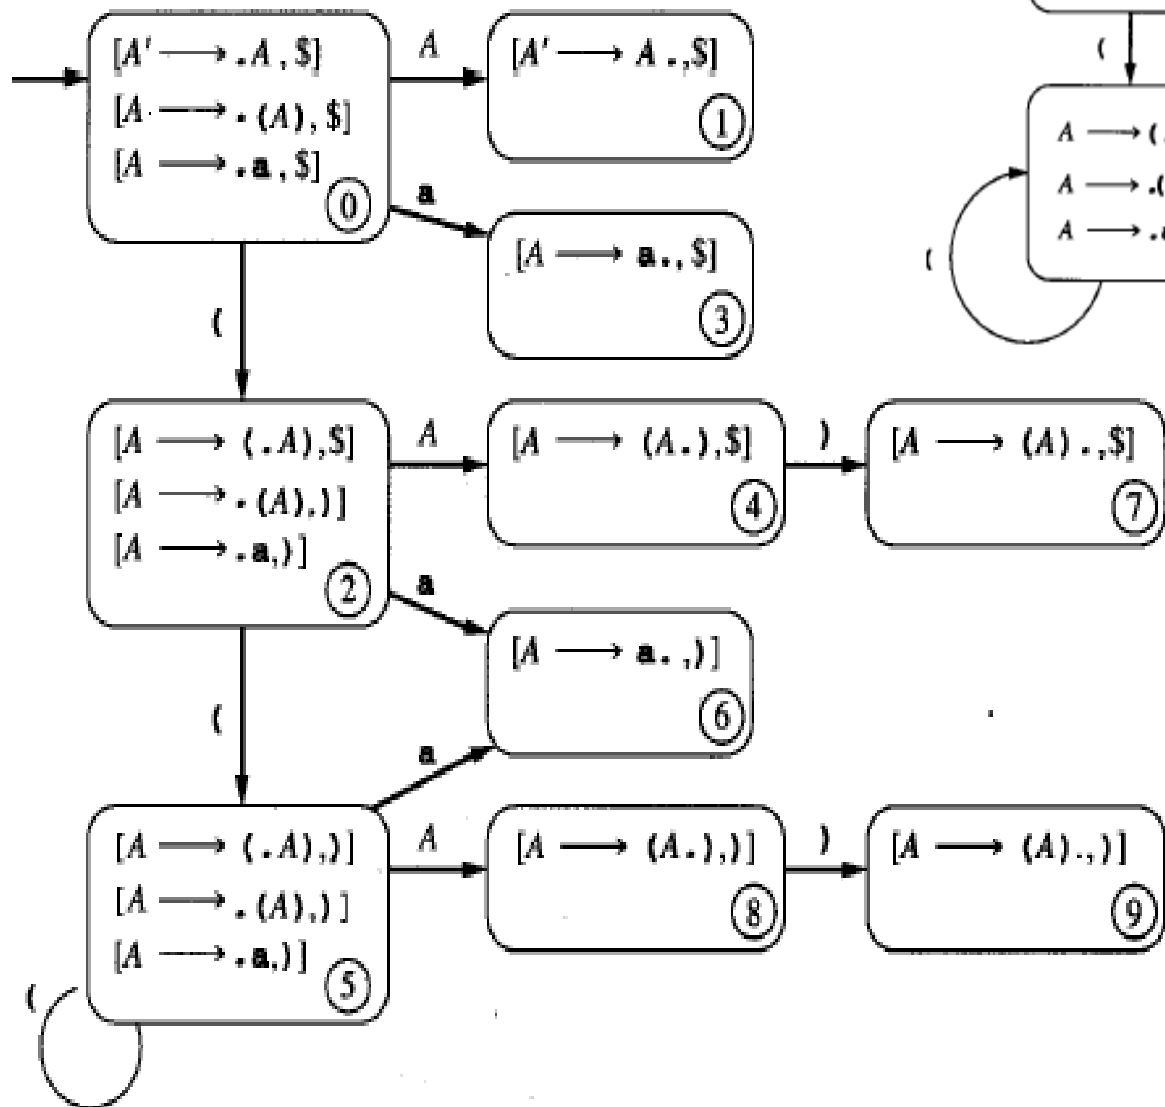 [A' ⟶ .A, $]
[A ⟶ .(A), $]
[A ⟶ .a, $]
0
A
[A' ⟶ A.,$]
1
a
[A ⟶ a., $]
3
(
[A ⟶ (.A),$]
[A ⟶ .(A),)]
[A ⟶ .a,)]
2
A
[A ⟶ (A.),$]
4
)
[A ⟶ (A).,$]
7
a
[A ⟶ a.,)]
6
(
a
[A ⟶ (.A),)]
[A ⟶ .(A),)]
[A ⟶ .a,)]
5
A
[A ⟶ (A.),)]
8
)
[A ⟶ (A).,)]
9
(
(
A ⟶ (.
A ⟶ .(
A ⟶ .
(